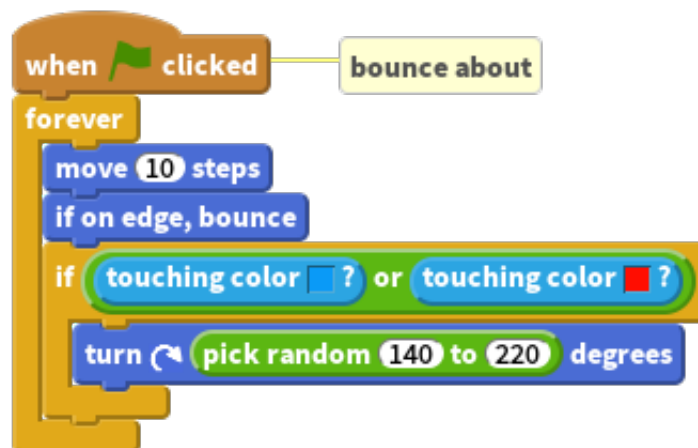 when clicked
bounce about
forever
move 10 steps
if on edge, bounce
if touching color ? or touching color ?
turn pick random 140 to 220 degrees